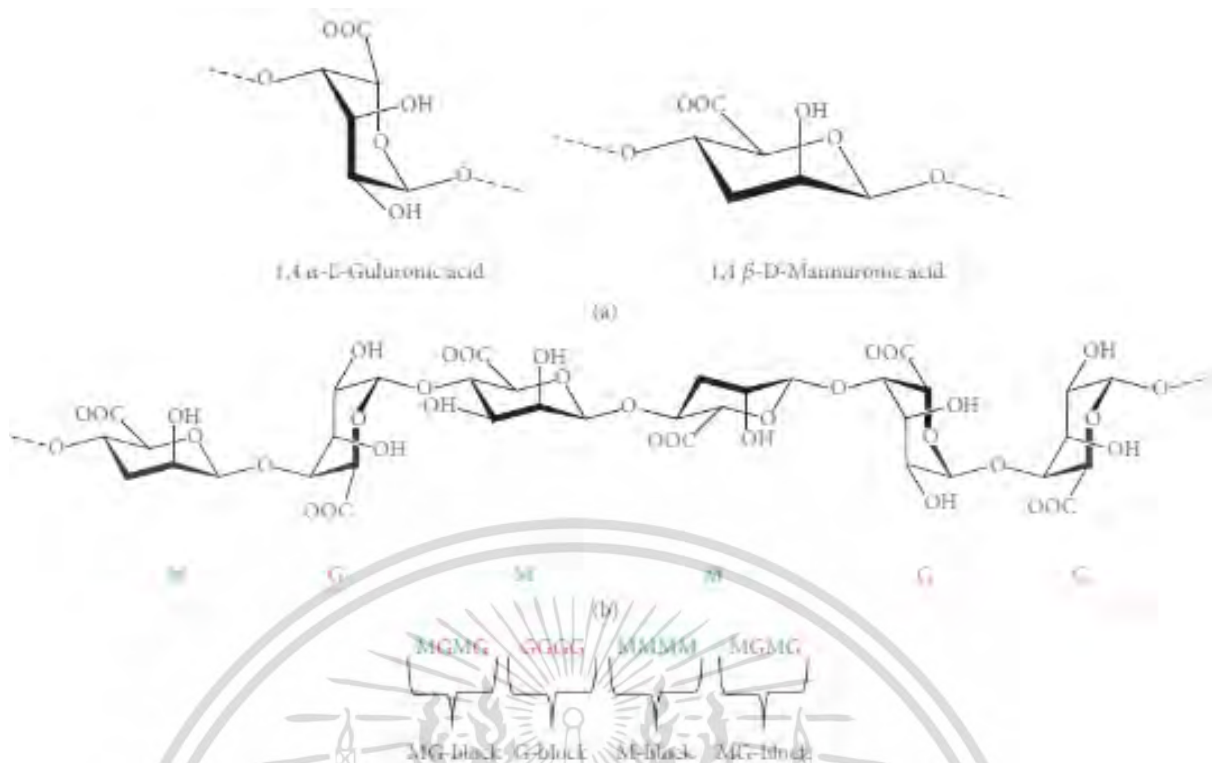 OOC
O
OH
O
O
OH
OOC
OH
O
O
O
1,4 α-L-Guluronic acid
1,4 β-D-Mannuronic acid
(a)
OH
OOC
OH
O
OOC
OH
O
O
O
OH
O
O
OH
O
O
O
OOC
OH
OOC
OH
O
OH
O
O
OH
OOC
OH
O
O
OH
OOC
M G M M G G
(b)
MGMG GGGG MMMM MGMG
MG-block G-block M-block MG-block